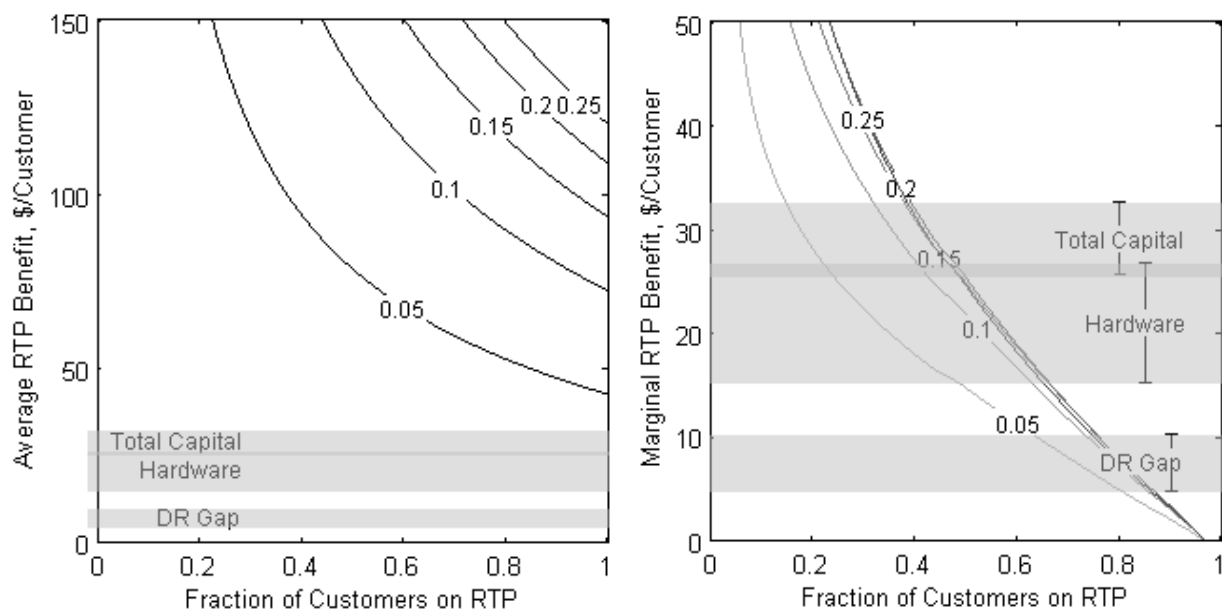 Average RTP Benefit, $/Customer
150
100
50
0
0.25
0.2
0.15
0.1
0.05
Total Capital
Hardware
DR Gap
0 0.2 0.4 0.6 0.8 1
Fraction of Customers on RTP
Marginal RTP Benefit, $/Customer
50
40
30
20
10
0
0.25
0.2
0.15
0.1
0.05
Total Capital
Hardware
DR Gap
0 0.2 0.4 0.6 0.8 1
Fraction of Customers on RTP